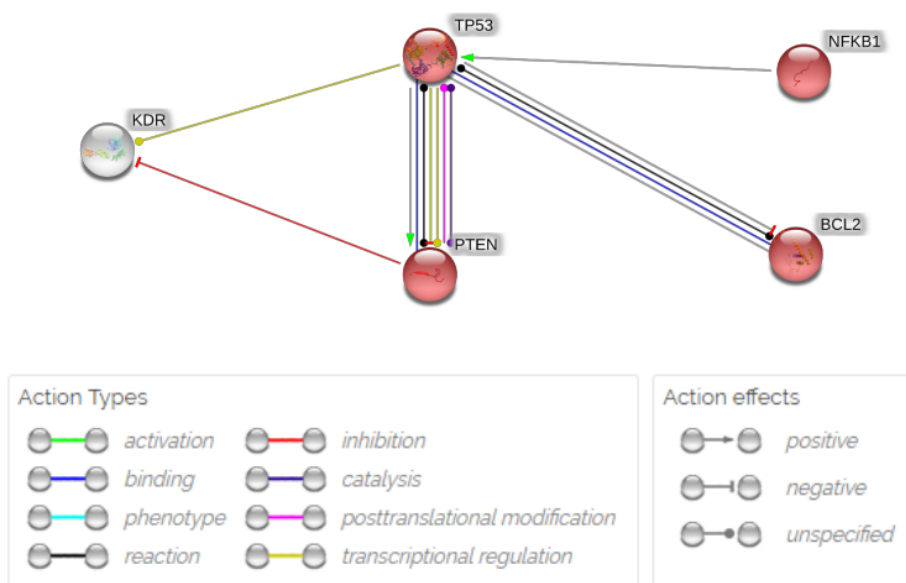 TP53
NFKB1
KDR
BCL2
PTEN
Action Types
activation
inhibition
binding
catalysis
phenotype
posttranslational modification
reaction
transcriptional regulation
Action effects
positive
negative
unspecified